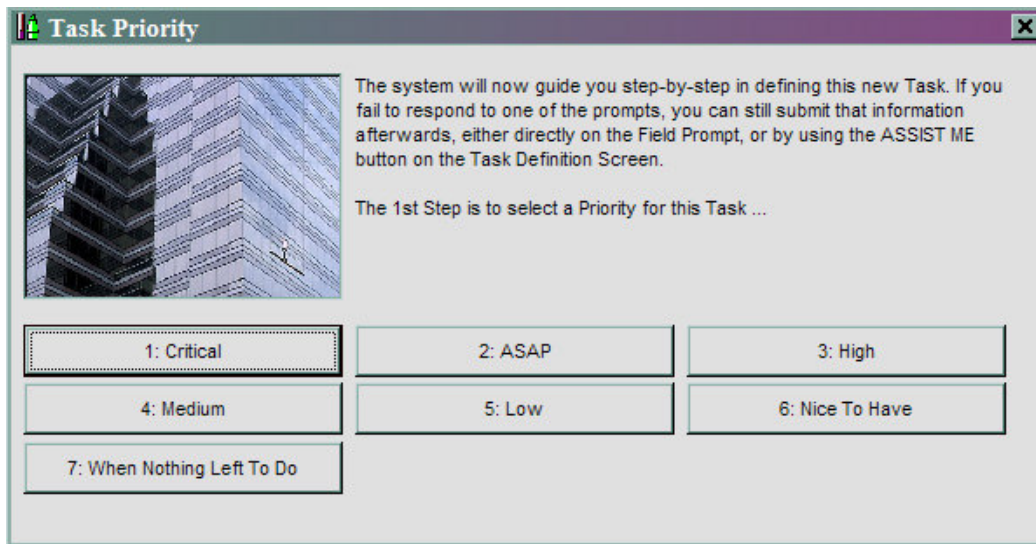 Task Priority
The system will now guide you step-by-step in defining this new Task. If you
fail to respond to one of the prompts, you can still submit that information
afterwards, either directly on the Field Prompt, or by using the ASSIST ME
button on the Task Definition Screen.
The 1st Step is to select a Priority for this Task ...
1: Critical
2: ASAP
3: High
4: Medium
5: Low
6: Nice To Have
7: When Nothing Left To Do